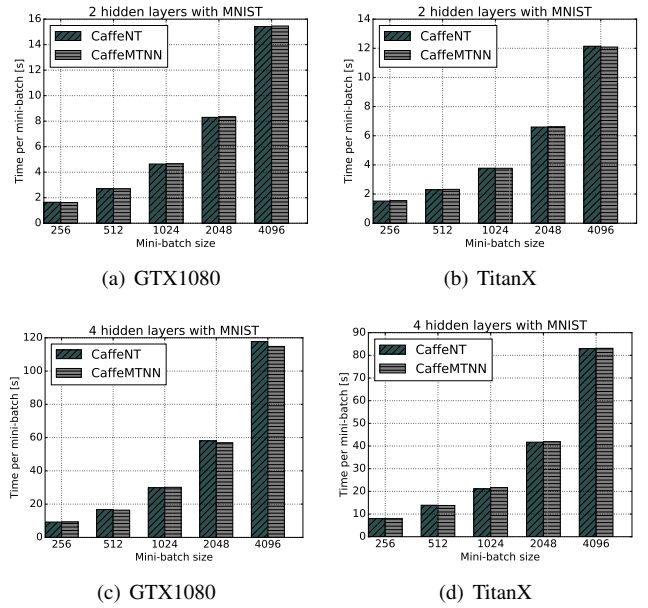 2 hidden layers with MNIST
16
14
12
10
8
6
4
2
0
Time per mini-batch [s]
CaffeNT
CaffeMTNN
256 512 1024 2048 4096
Mini-batch size
(a) GTX1080
2 hidden layers with MNIST
14
12
10
8
6
4
2
0
Time per mini-batch [s]
CaffeNT
CaffeMTNN
256 512 1024 2048 4096
Mini-batch size
(b) TitanX
4 hidden layers with MNIST
120
100
80
60
40
20
0
Time per mini-batch [s]
CaffeNT
CaffeMTNN
256 512 1024 2048 4096
Mini-batch size
(c) GTX1080
4 hidden layers with MNIST
90
80
70
60
50
40
30
20
10
0
Time per mini-batch [s]
CaffeNT
CaffeMTNN
256 512 1024 2048 4096
Mini-batch size
(d) TitanX